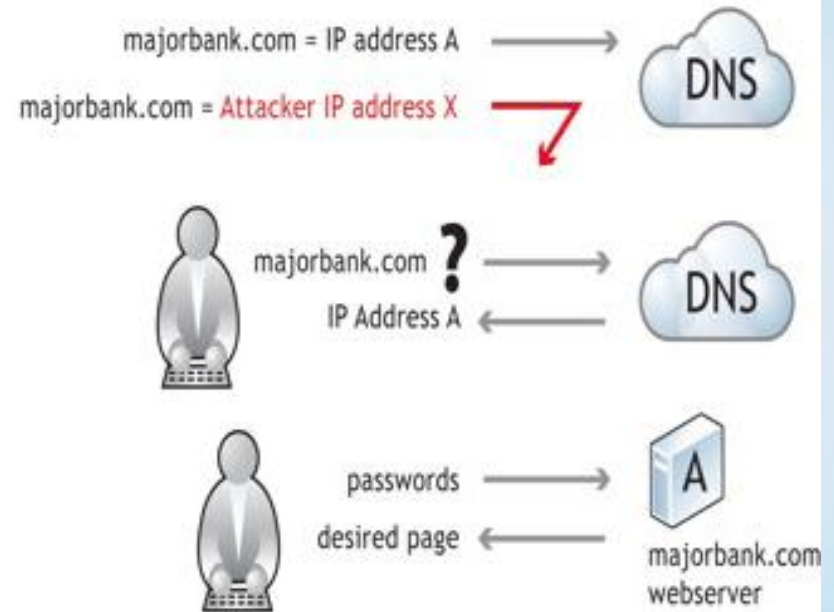 majorbank.com = IP address A
DNS
majorbank.com = Attacker IP address X
majorbank.com ?
DNS
IP Address A
passwords
A
desired page
majorbank.com
webserver